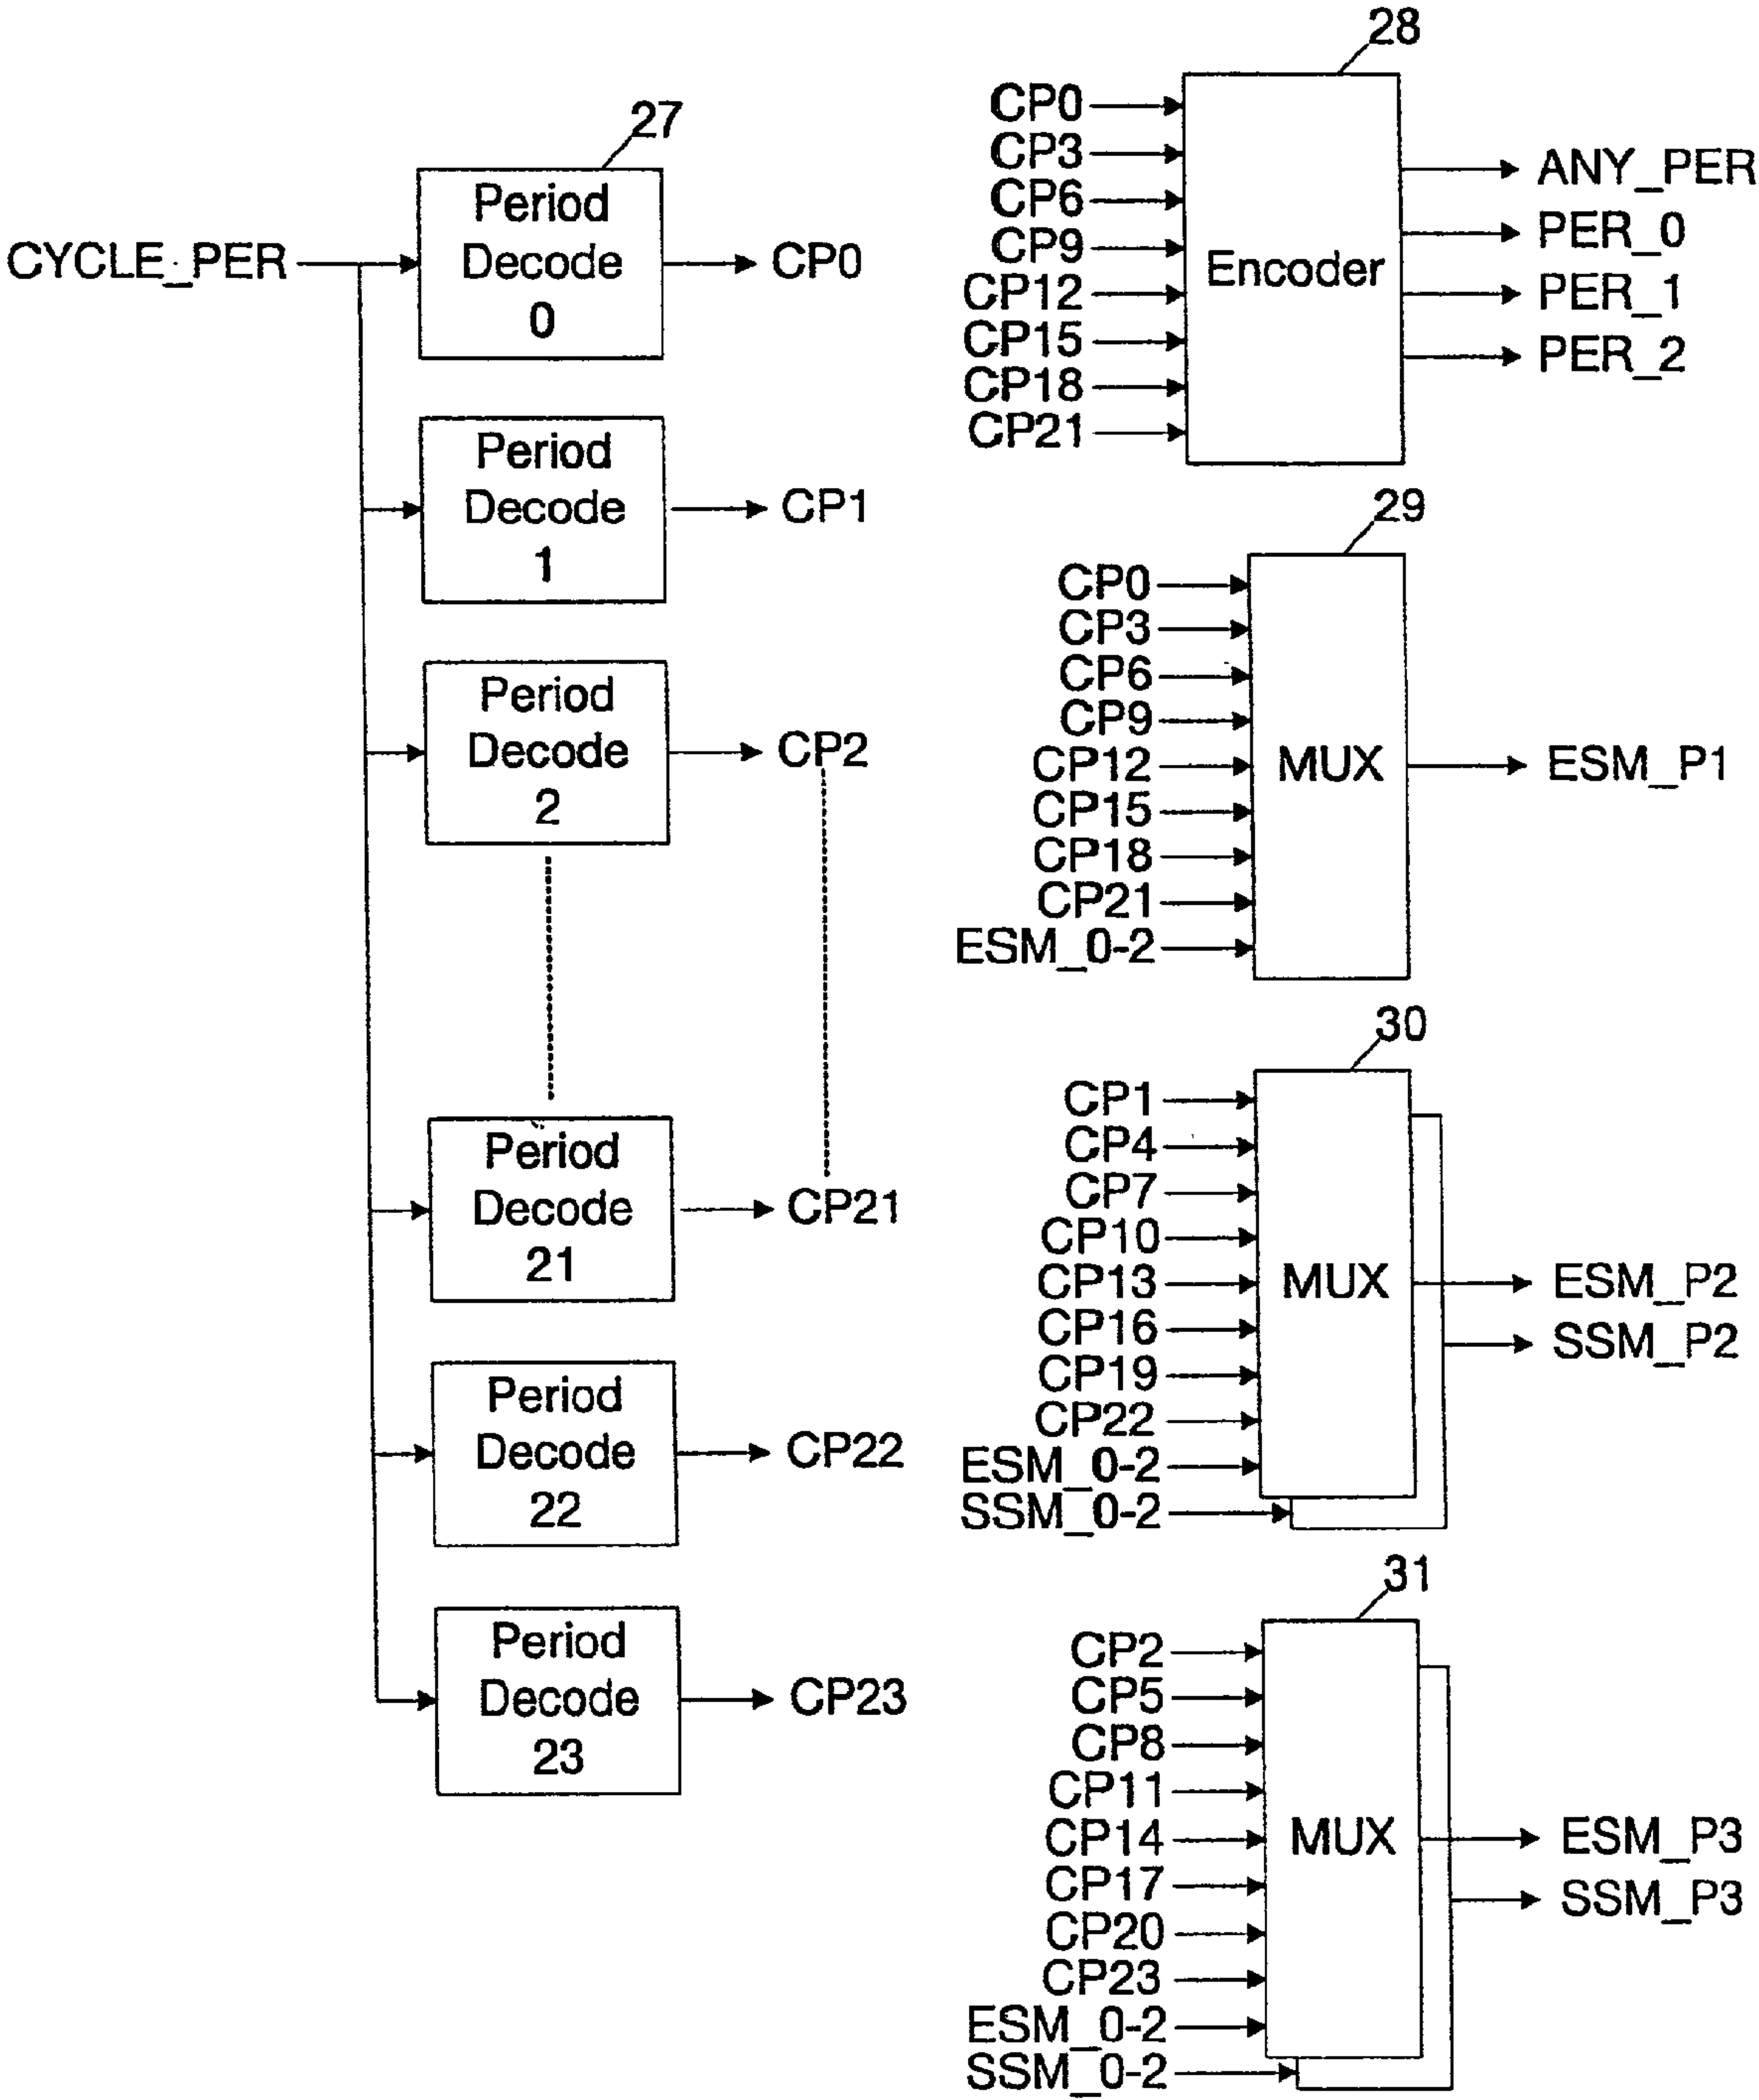 27
CYCLE_PER
Period
Decode
0
CP0
Period
Decode
1
CP1
Period
Decode
2
CP2
Period
Decode
21
CP21
Period
Decode
22
CP22
Period
Decode
23
CP23
28
CP0
CP3
CP6
CP9
CP12
CP15
CP18
CP21
Encoder
ANY_PER
PER_0
PER_1
PER_2
29
CP0
CP3
CP6
CP9
CP12
CP15
CP18
CP21
ESM_0-2
MUX
ESM_P1
30
CP1
CP4
CP7
CP10
CP13
CP16
CP19
CP22
ESM_0-2
SSM_0-2
MUX
ESM_P2
SSM_P2
31
CP2
CP5
CP8
CP11
CP14
CP17
CP20
CP23
ESM_0-2
SSM_0-2
MUX
ESM_P3
SSM_P3